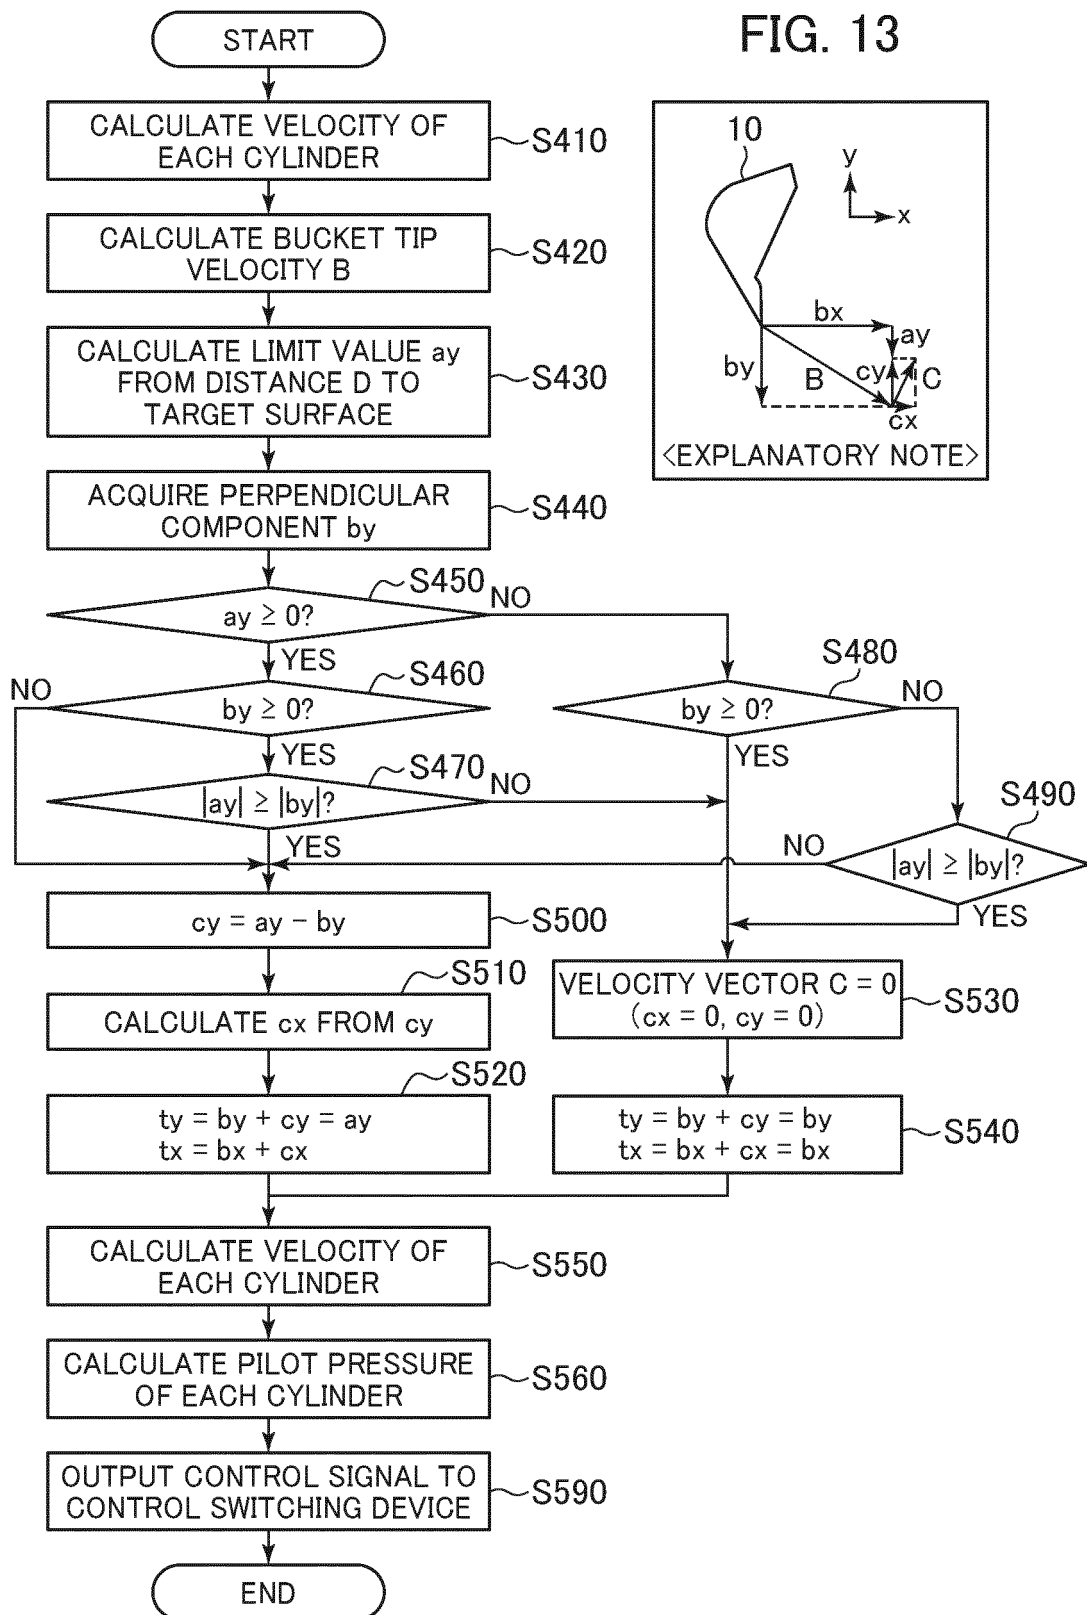 FIG. 13
START
CALCULATE VELOCITY OF
EACH CYLINDER
S410
CALCULATE BUCKET TIP
VELOCITY B
S420
CALCULATE LIMIT VALUE ay
FROM DISTANCE D TO
TARGET SURFACE
S430
ACQUIRE PERPENDICULAR
COMPONENT by
S440
10
y
x
bx
ay
by
B
cy
C
cx
<EXPLANATORY NOTE>
S450
ay ≥ 0?
NO
YES
S460
NO
by ≥ 0?
YES
S480
by ≥ 0?
NO
YES
S470
|ay| ≥ |by|?
NO
YES
S490
|ay| ≥ |by|?
NO
YES
cy = ay − by
S500
S510
CALCULATE cx FROM cy
VELOCITY VECTOR C = 0
(cx = 0, cy = 0)
S530
S520
ty = by + cy = ay
tx = bx + cx
ty = by + cy = by
tx = bx + cx = bx
S540
CALCULATE VELOCITY OF
EACH CYLINDER
S550
CALCULATE PILOT PRESSURE
OF EACH CYLINDER
S560
OUTPUT CONTROL SIGNAL TO
CONTROL SWITCHING DEVICE
S590
END